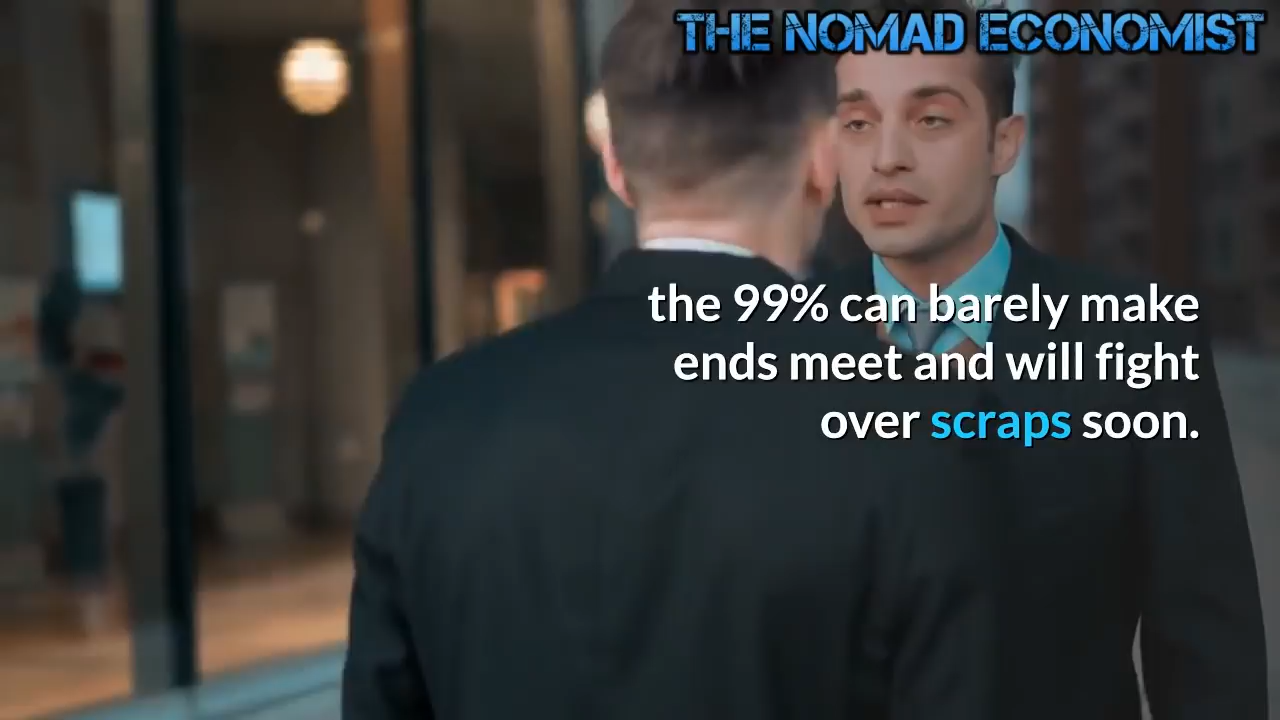 THE NOMAD ECONOMIST
the 99% can barely make
ends meet and will fight
over scraps soon.